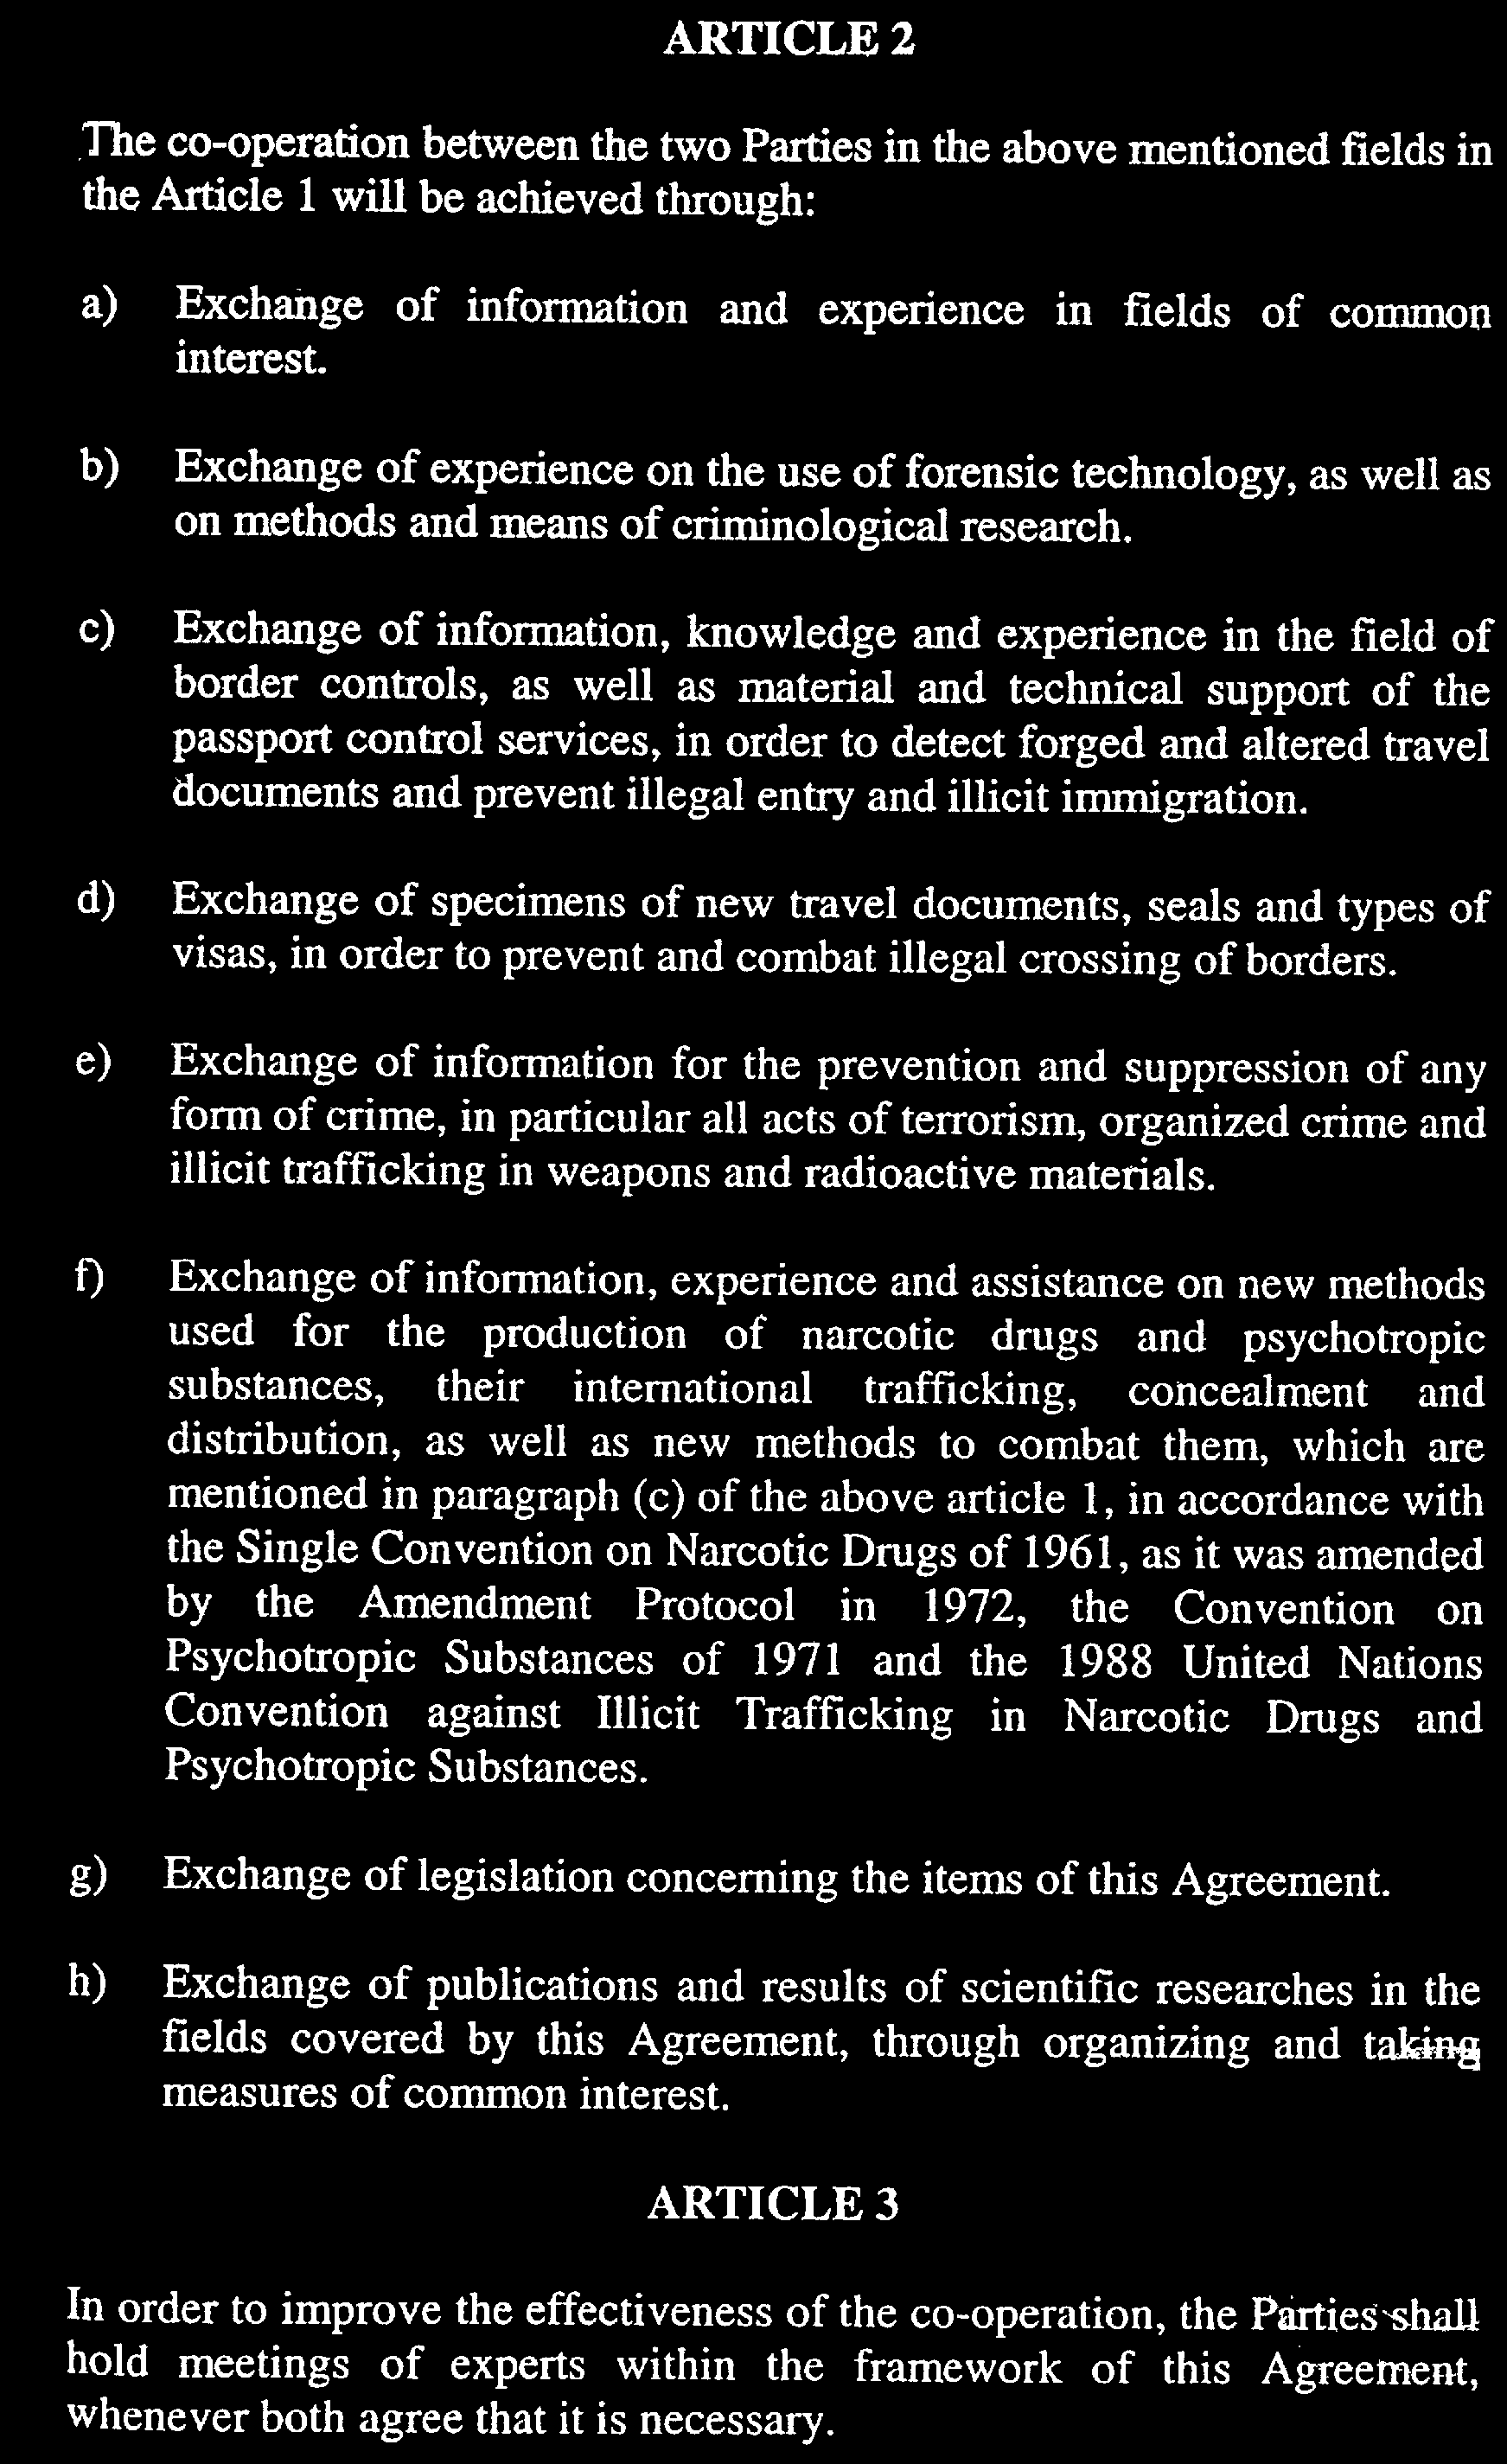 ARTICLE 2
The co-operation between the two Parties in the above mentioned fields in
the Article 1 will be achieved through:
a) Exchange of information and experience in fields of common
interest.
b) Exchange of experience on the use of forensic technology, as well as
on methods and means of criminological research.
c) Exchange of information, knowledge and experience in the field of
border controls, as well as material and technical support of the
passport control services, in order to detect forged and altered travel
documents and prevent illegal entry and illicit immigration.
d) Exchange of specimens of new travel documents, seals and types of
visas, in order to prevent and combat illegal crossing of borders.
e) Exchange of information for the prevention and suppression of any
form of crime, in particular all acts of terrorism, organized crime and
illicit trafficking in weapons and radioactive materials.
f) Exchange of information, experience and assistance on new methods
used for the production of narcotic drugs and psychotropic
substances, their international trafficking, concealment and
distribution, as well as new methods to combat them, which are
mentioned in paragraph (c) of the above article 1, in accordance with
the Single Convention on Narcotic Drugs of 1961, as it was amended
by the Amendment Protocol in 1972, the Convention on
Psychotropic Substances of 1971 and the 1988 United Nations
Convention against Illicit Trafficking in Narcotic Drugs and
Psychotropic Substances.
g) Exchange of legislation concerning the items of this Agreement.
h) Exchange of publications and results of scientific researches in the
fields covered by this Agreement, through organizing and taking
measures of common interest.
ARTICLE 3
In order to improve the effectiveness of the co-operation, the Parties shall
hold meetings of experts within the framework of this Agreement,
whenever both agree that it is necessary.